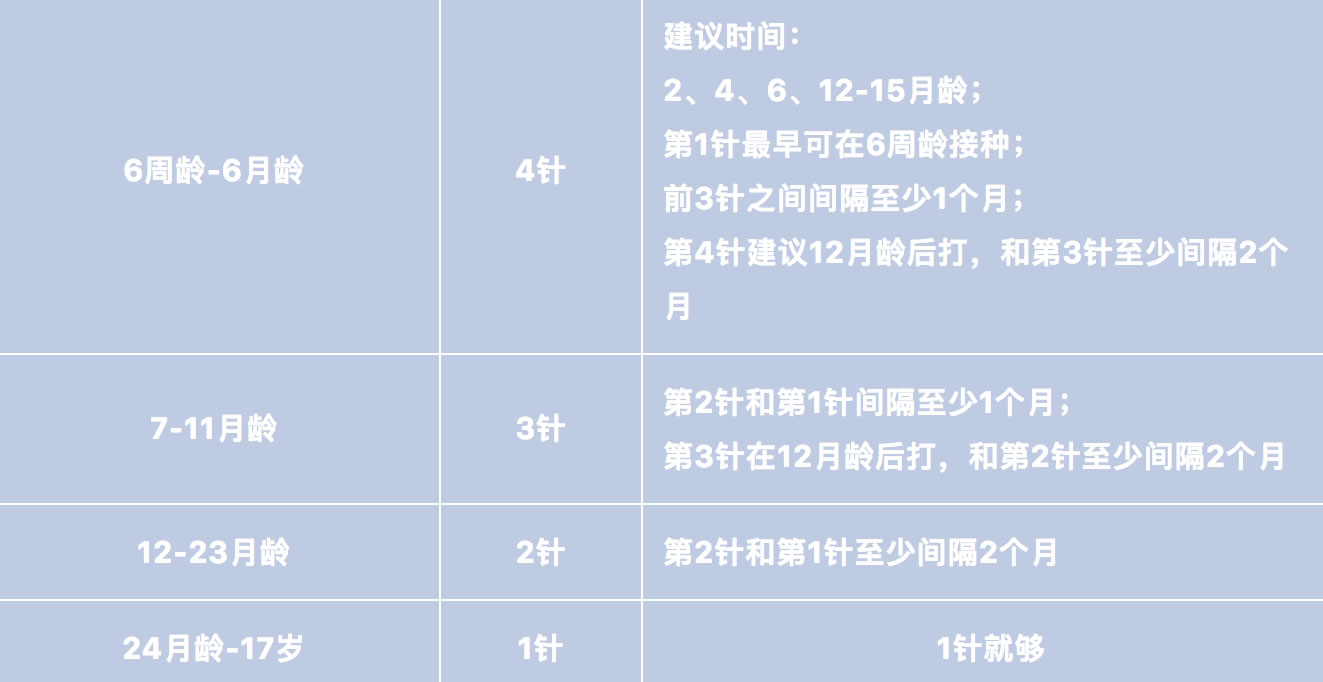 建议时间：
2、4、6、12-15月龄；
第1针最早可在6周龄接种；
6周龄-6月龄
4针
前3针之间间隔至少1个月；
第4针建议12月龄后打，和第3针至少间隔2个
月
7-11月龄
3针
第2针和第1针间隔至少1个月；
第3针在12月龄后打，和第2针至少间隔2个月
12-23月龄
2针
第2针和第1针至少间隔2个月
24月龄-17岁
1针
1针就够